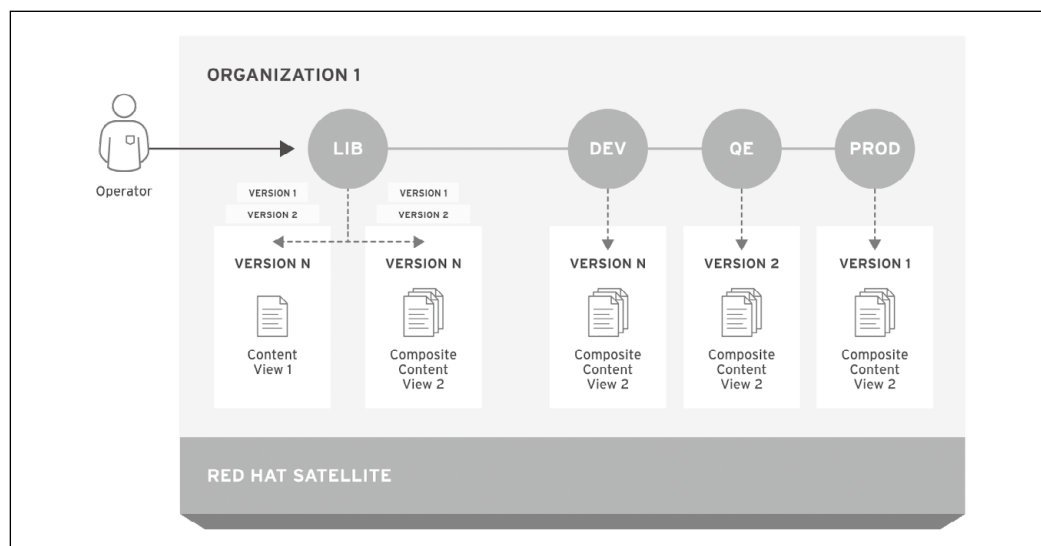 ORGANIZATION 1
LIB
DEV
QE
PROD
Operator
VERSION 1
VERSION 1
VERSION 2
VERSION 2
VERSION N
VERSION N
VERSION N
VERSION 2
VERSION 1
Content
View 1
Composite
Content
View 2
Composite
Content
View 2
Composite
Content
View 2
Composite
Content
View 2
RED HAT SATELLITE